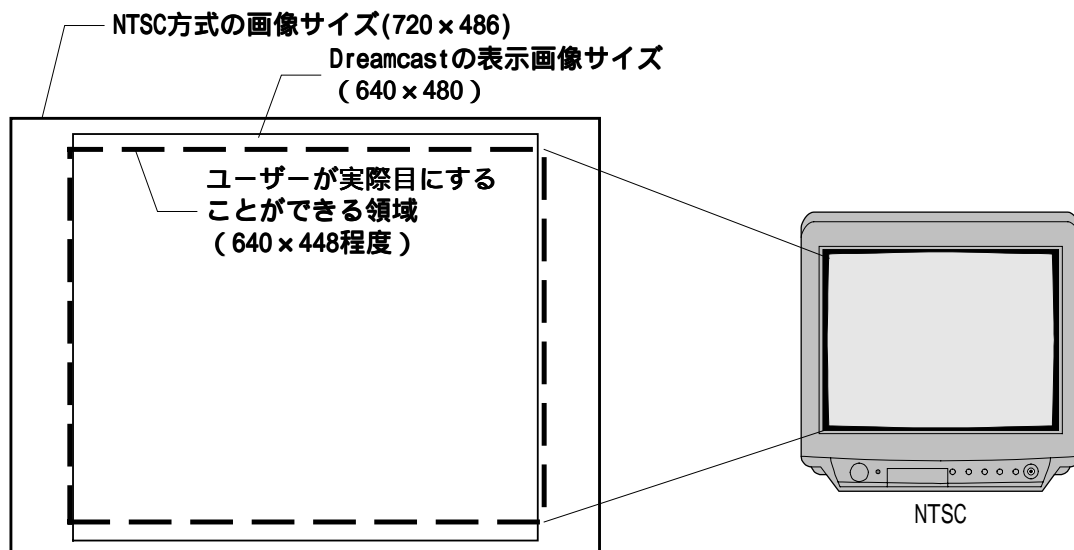 NTSC方式の画像サイズ(720×486)
Dreamcastの表示画像サイズ
(640×480)
ユーザーが実際目にする
ことができる領域
(640×448程度)
NTSC